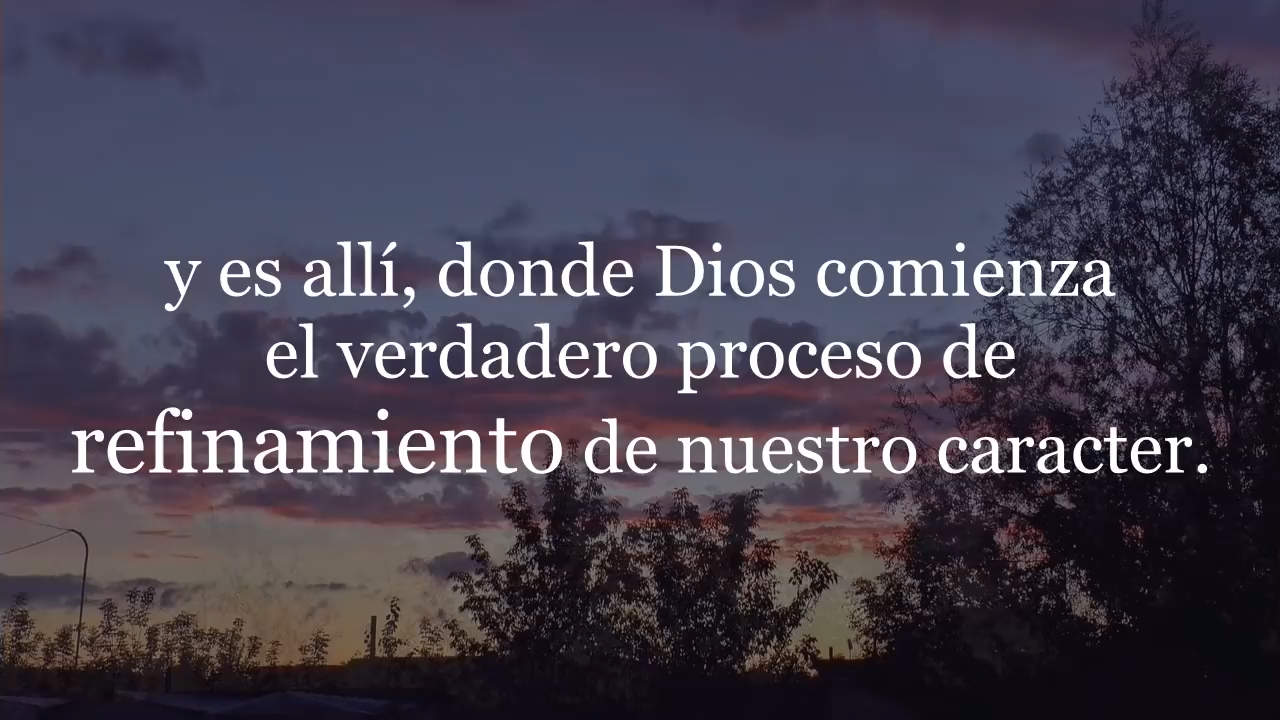 y es allí, donde Dios comienza
el verdadero proceso de
refinamiento de nuestro caracter.